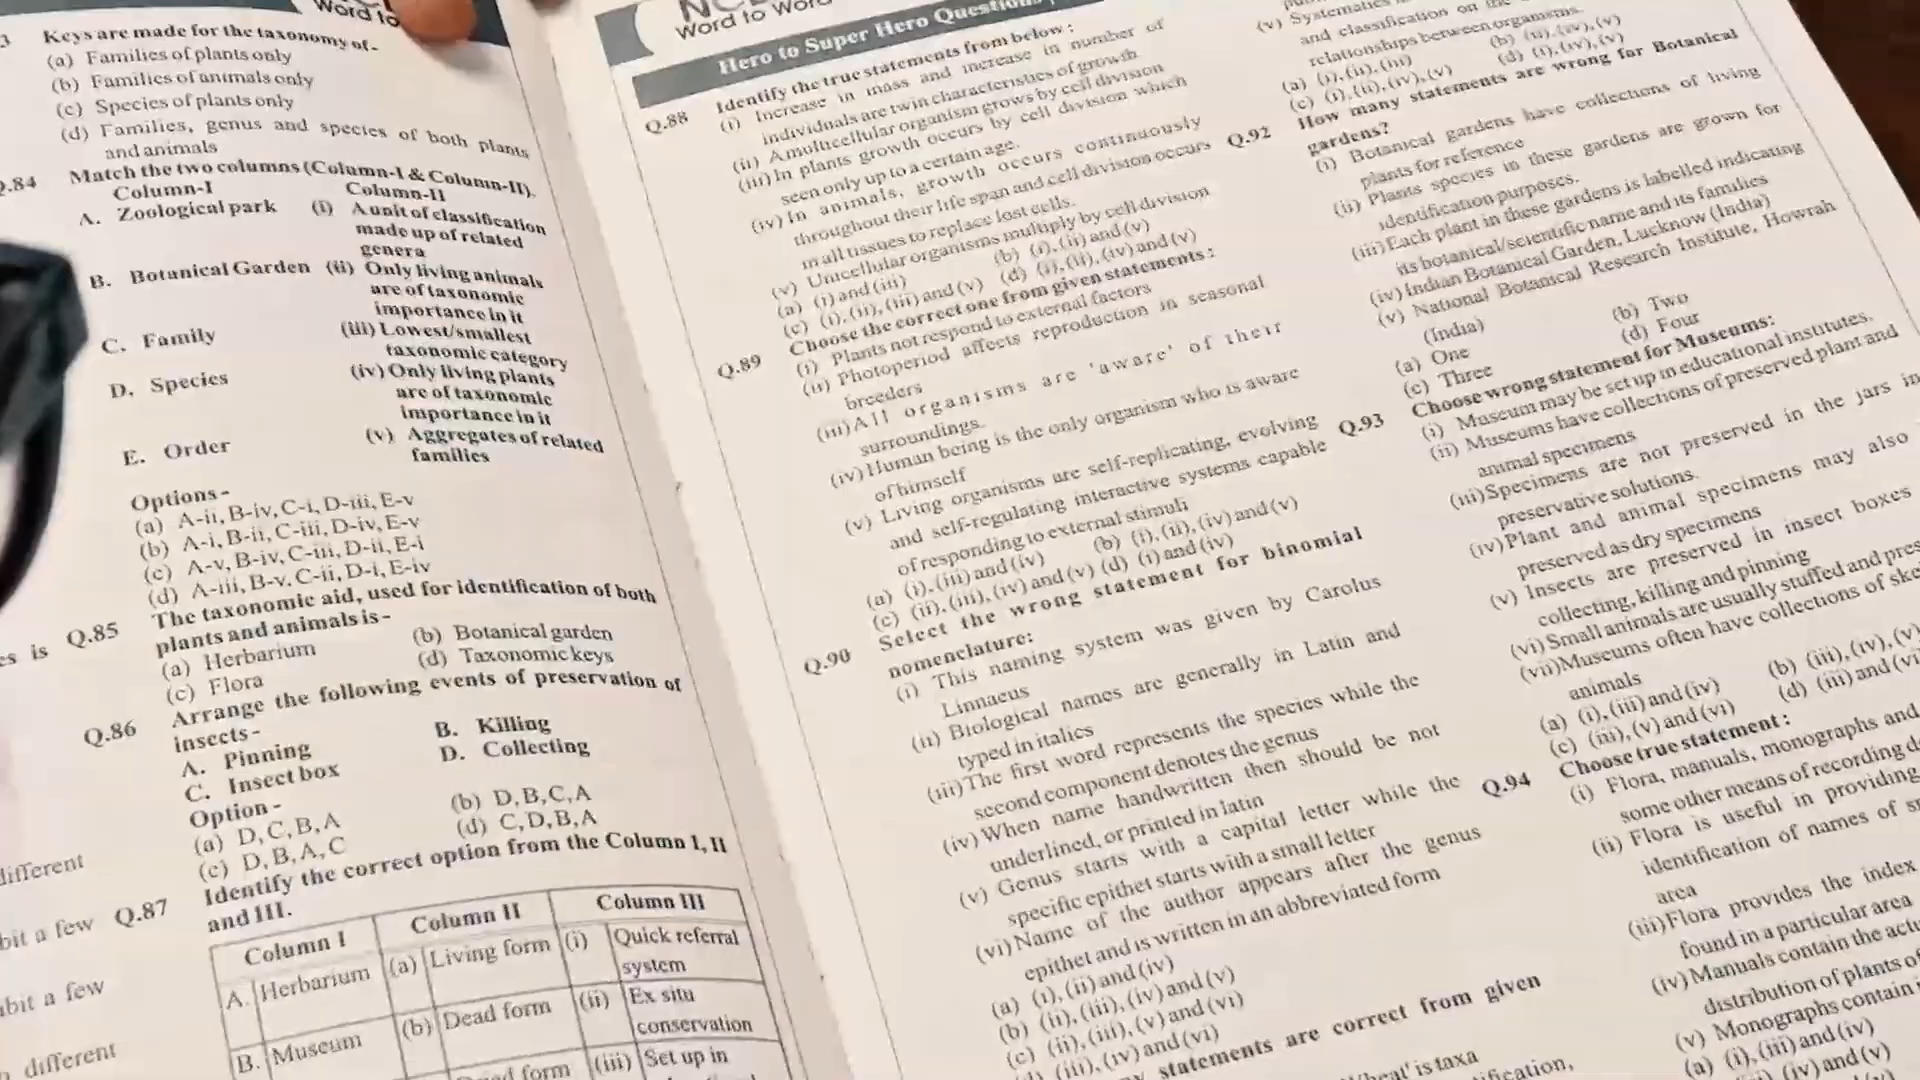 Word to
3 Keys are made for the taxonomy of-
(a) Families of plants only
(b) Families of animals only
(c) Species of plants only
(d) Families, genus and species of both plants
and animals
.84 Match the two columns (Column-I & Column-II).
Column-I Column-II
A. Zoological park (i) A unit of classification
made up of related
genera
B. Botanical Garden (ii) Only living animals
are of taxonomic
importance in it
C. Family (iii) Lowest/smallest
taxonomic category
D. Species (iv) Only living plants
are of taxonomic
importance in it
E. Order (v) Aggregates of related
families
Options-
(a) A-ii, B-iv, C-i, D-iii, E-v
(b) A-i, B-ii, C-iii, D-iv, E-v
(c) A-v, B-iv, C-iii, D-ii, E-i
(d) A-iii, B-v, C-ii, D-i, E-iv
es is Q.85 The taxonomic aid, used for identification of both
plants and animals is-
(a) Herbarium (b) Botanical garden
(c) Flora (d) Taxonomic keys
Q.86 Arrange the following events of preservation of
insects-
A. Pinning B. Killing
C. Insect box D. Collecting
Option-
(a) D, C, B, A (b) D, B, C, A
(c) D, B, A, C (d) C, D, B, A
different
bit a few Q.87 Identify the correct option from the Column I, II
and III.
Column I Column II Column III
A. Herbarium (a) Living form (i) Quick referral
system
B. Museum (b) Dead form (ii) Ex situ
conservation
form (iii) Set up in
bit a few
different
Word to Word
Hero to Super Hero
Q.88 Identify the true statements from below :
(i) Increase in mass and increase in number of
individuals are twin characteristics of growth
(ii) A multicellular organism grows by cell division
(iii) In plants growth occurs by cell division which
seen only up to a certain age.
(iv) In animals, growth occurs continuously
throughout their life span and cell division occurs
in all tissues to replace lost cells.
(v) Unicellular organisms multiply by cell division
(a) (i) and (iii) (b) (i), (ii) and (v)
(c) (i), (ii), (iii) and (v) (d) (i), (ii), (iv) and (v)
Q.89 Choose the correct one from given statements :
(i) Plants not respond to external factors
(ii) Photoperiod affects reproduction in seasonal
breeders
(iii) All organisms are 'aware' of their
surroundings.
(iv) Human being is the only organism who is aware
of himself
(v) Living organisms are self-replicating, evolving
and self-regulating interactive systems capable
of responding to external stimuli
(a) (i), (iii) and (iv) (b) (i), (ii), (iv) and (v)
(c) (ii), (iii), (iv) and (v) (d) (i) and (iv)
Q.90 Select the wrong statement for binomial
nomenclature:
(i) This naming system was given by Carolus
Linnaeus
(ii) Biological names are generally in Latin and
typed in italics
(iii) The first word represents the species while the
second component denotes the genus
(iv) When name handwritten then should be not
underlined, or printed in latin
(v) Genus starts with a capital letter while the
specific epithet starts with a small letter
(vi) Name of the author appears after the genus
epithet and is written in an abbreviated form
(a) (i), (ii) and (iv)
(b) (ii), (iii), (iv) and (v)
(c) (ii), (iii), (v) and (vi)
(iii), (iv) and (vi)
statements are correct from given
is taxa
(v) Systematics
and classification on the
relationships between organisms.
(a) (i), (ii), (iii) (b) (ii), (iv), (v)
(c) (i), (ii), (iv), (v) (d) (i), (iv), (v)
Q.92 How many statements are wrong for Botanical
gardens?
(i) Botanical gardens have collections of living
plants for reference
(ii) Plants species in these gardens are grown for
identification purposes.
(iii) Each plant in these gardens is labelled indicating
its botanical/scientific name and its families
(iv) Indian Botanical Garden, Lucknow (India)
(v) National Botanical Research Institute, Howrah
(India)
(a) One (b) Two
(c) Three (d) Four
Q.93 Choose wrong statement for Museums:
(i) Museum may be set up in educational institutes.
(ii) Museums have collections of preserved plant and
animal specimens
(iii) Specimens are not preserved in the jars in
preservative solutions.
(iv) Plant and animal specimens may also
preserved as dry specimens
(v) Insects are preserved in insect boxes
collecting, killing and pinning
(vi) Small animals are usually stuffed and
(vii) Museums often have collections of
animals
(a) (i), (iii) and (iv) (b) (iii), (iv), (v)
(c) (iii), (v) and (vi) (d) (iii) and
Q.94 Choose true statement :
(i) Flora, manuals, monographs and
some other means of recording
(ii) Flora is useful in providing
identification of names of
area
(iii) Flora provides the index
found in a particular area
(iv) Manuals contain the
distribution of plants
(v) Monographs contain
(a) (i), (iii) and (iv)
(iv) and (v)